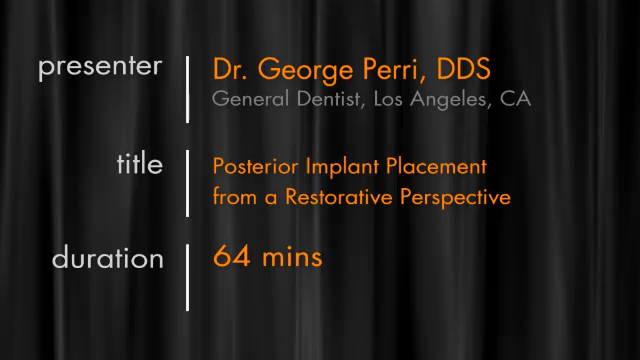 presenter
Dr. George Perri, DDS
General Dentist, Los Angeles, CA
title
Posterior Implant Placement
from a Restorative Perspective
duration
64 mins